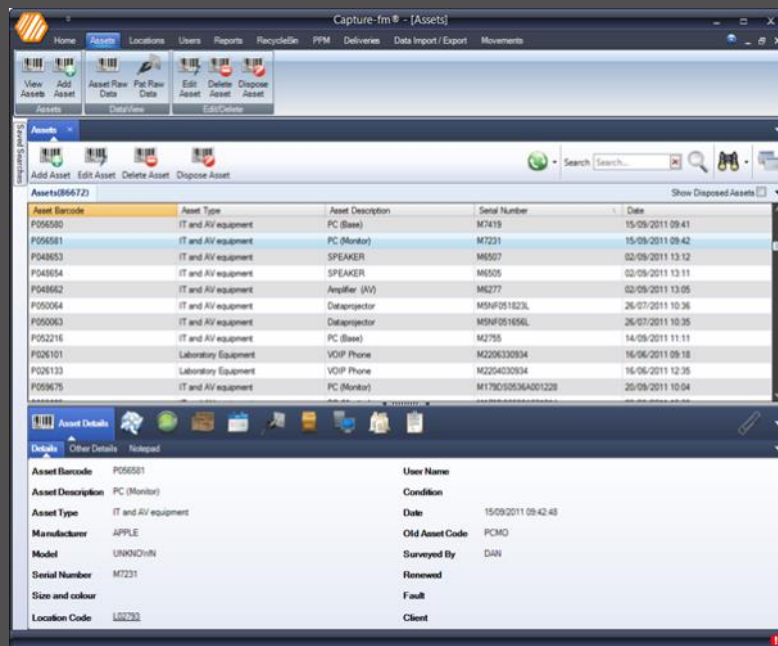 Capture-fm® - [Assets]
Home Assets Locations Users Reports RecycleBin PPM Deliveries Data Import / Export Movements
View Assets Add Asset Asset Raw Data Pat Raw Data Edit Asset Delete Asset Dispose Asset
Assets DataView Edit/Delete
Saved Searches
Assets
Add Asset Edit Asset Delete Asset Dispose Asset Search Search...
Assets(86672) Show Disposed Assets
Asset Barcode Asset Type Asset Description Serial Number Date
P056580 IT and AV equipment PC (Base) M7419 15/09/2011 09:41
P056581 IT and AV equipment PC (Monitor) M7231 15/09/2011 09:42
P048653 IT and AV equipment SPEAKER M6507 02/09/2011 13:12
P048654 IT and AV equipment SPEAKER M6505 02/09/2011 13:11
P048662 IT and AV equipment Amplifier (AV) M6277 02/09/2011 13:05
P050064 IT and AV equipment Dataprojector M5NF051823L 26/07/2011 10:36
P050063 IT and AV equipment Dataprojector M5NF051656L 26/07/2011 10:35
P052216 IT and AV equipment PC (Base) M2755 14/09/2011 11:11
P026101 Laboratory Equipment VOIP Phone M2206330934 16/06/2011 09:18
P026133 Laboratory Equipment VOIP Phone M2204030934 16/06/2011 12:35
P059675 IT and AV equipment PC (Monitor) M179DS0536A001228 20/09/2011 10:04
Asset Details
Details Other Details Notepad
Asset Barcode P056581 User Name
Asset Description PC (Monitor) Condition
Asset Type IT and AV equipment Date 15/09/2011 09:42:48
Manufacturer APPLE Old Asset Code PCMO
Model UNKNOWN Surveyed By DAN
Serial Number M7231 Renewed
Size and colour Fault
Location Code L02793 Client